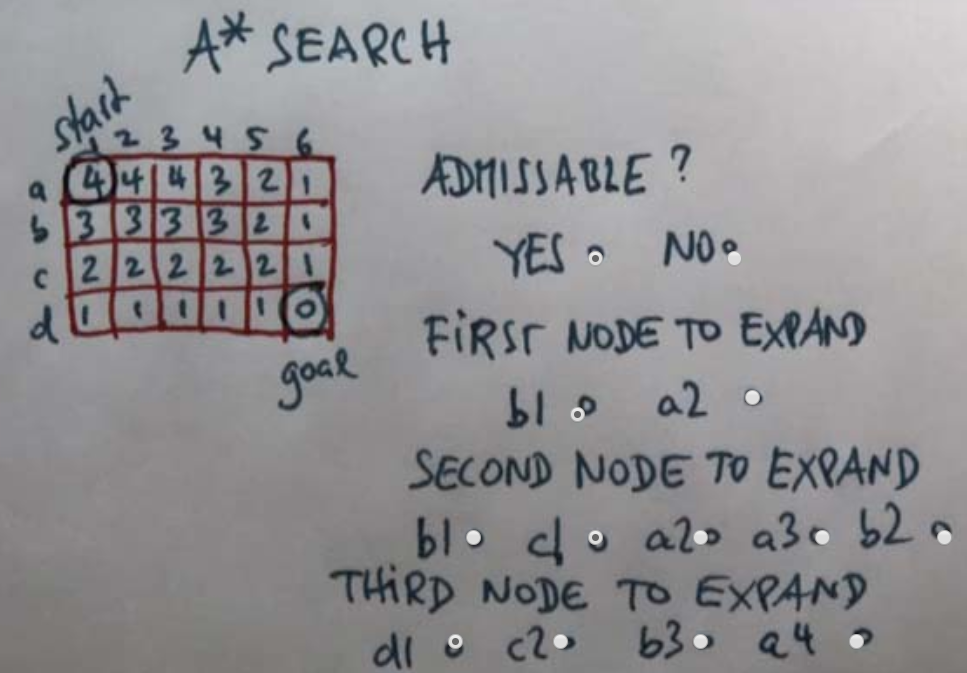 A* SEARCH
start
1 2 3 4 5 6
a 4 4 4 3 2 1
b 3 3 3 3 2 1
c 2 2 2 2 2 1
d 1 1 1 1 1 0
goal
ADMISSABLE ?
YES NO
FIRST NODE TO EXPAND
b1 a2
SECOND NODE TO EXPAND
b1 c1 a2 a3 b2
THIRD NODE TO EXPAND
d1 c2 b3 a4